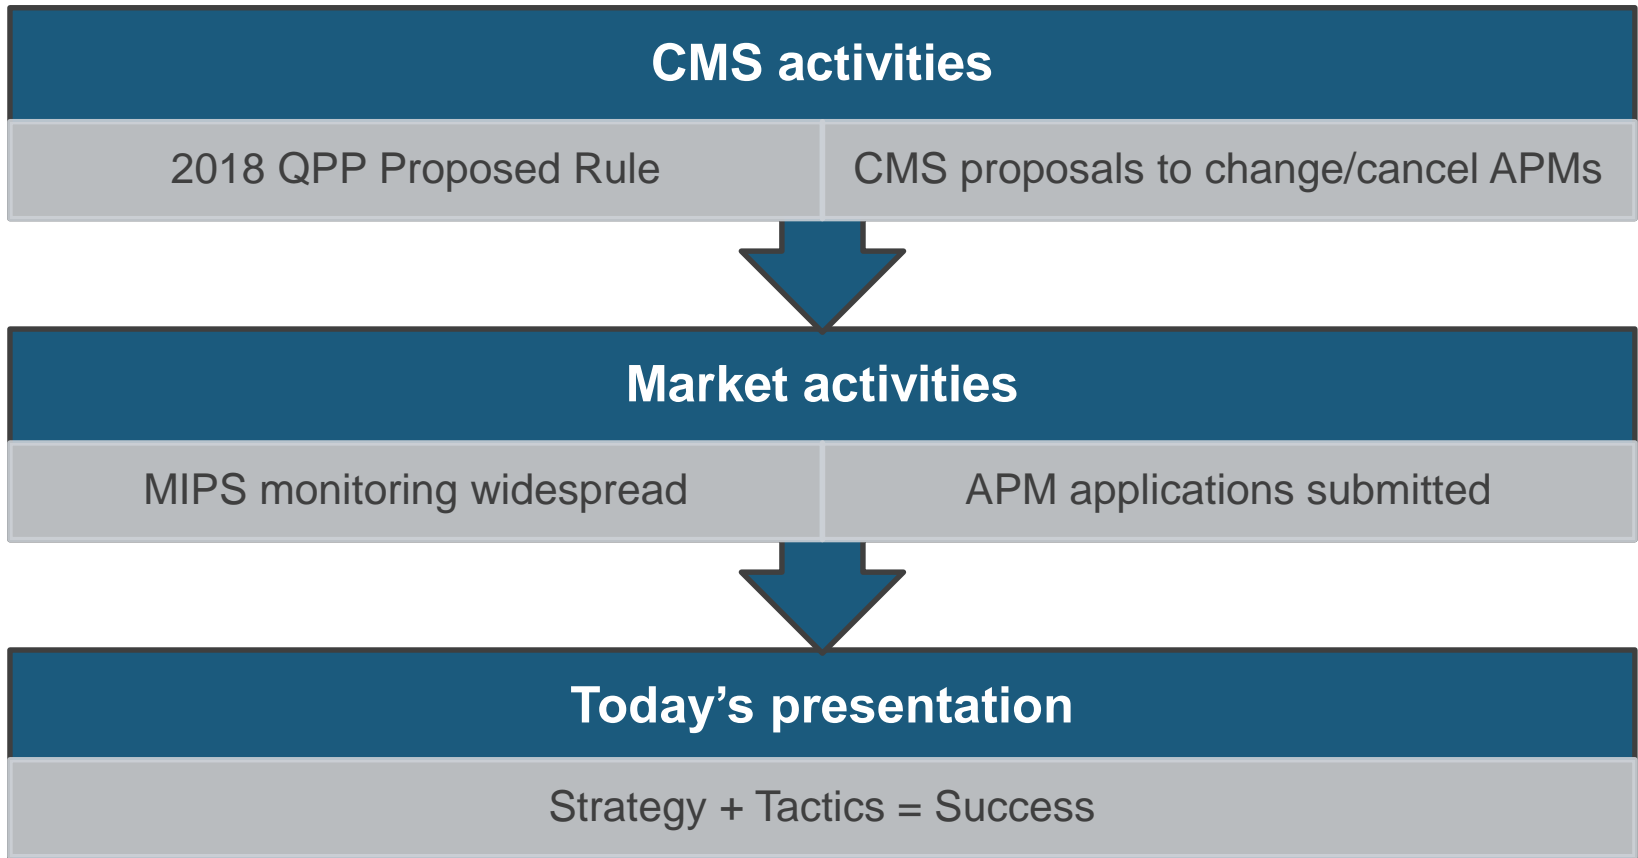 CMS activities
2018 QPP Proposed Rule
CMS proposals to change/cancel APMs
Market activities
MIPS monitoring widespread
APM applications submitted
Today’s presentation
Strategy + Tactics = Success